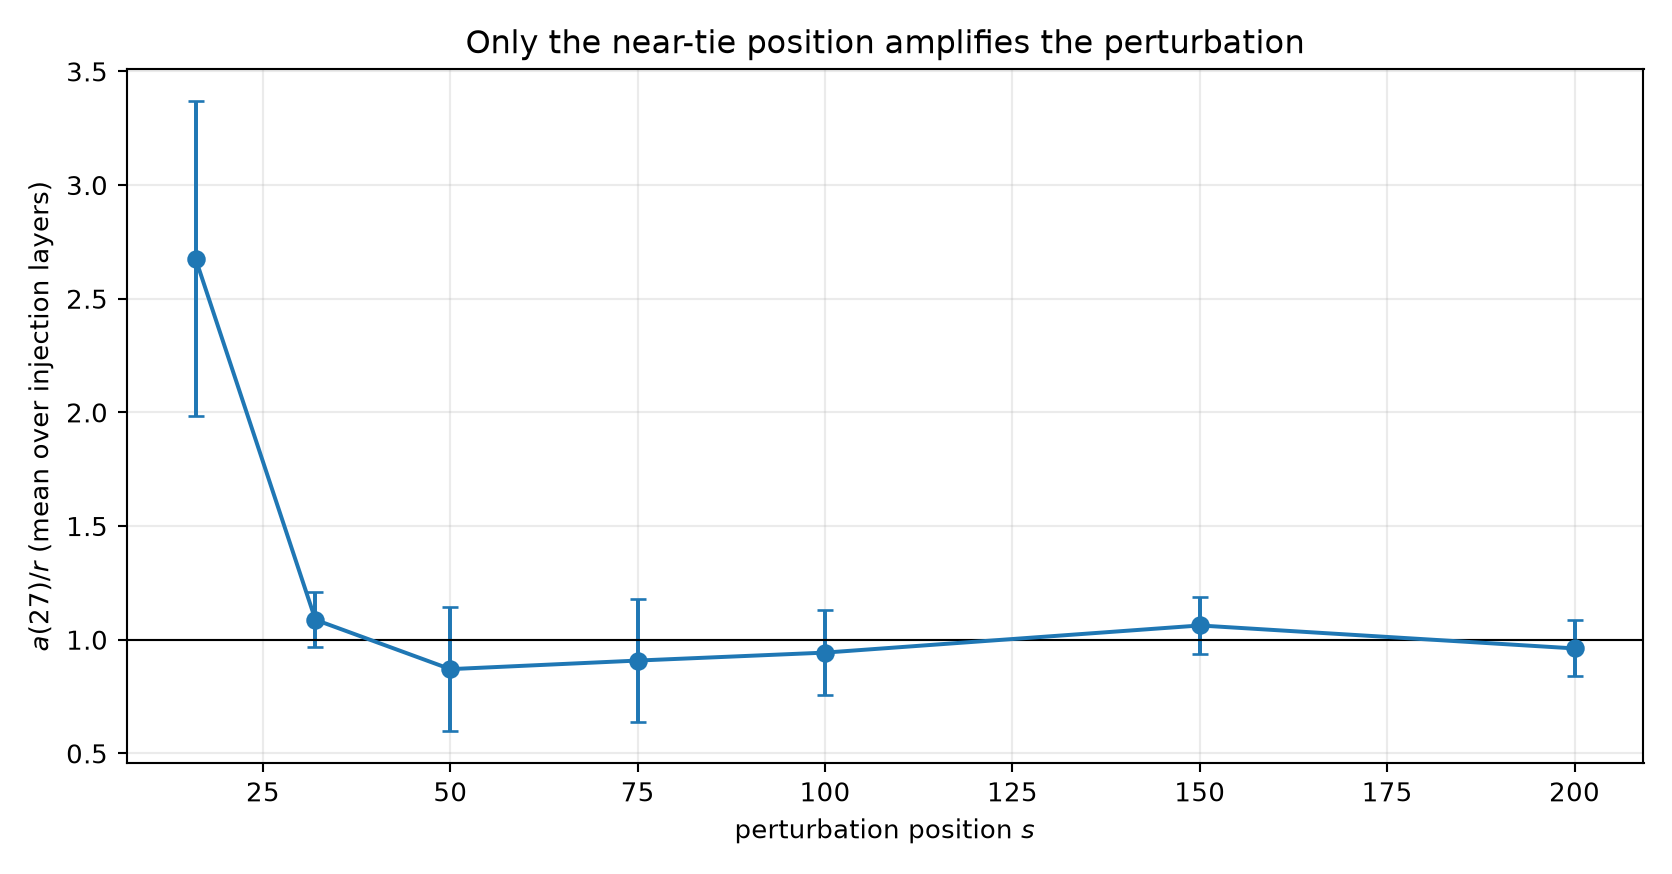 Only the near-tie position amplifies the perturbation
3.5
3.0
2.5
2.0
1.5
1.0
0.5
a(27)/r (mean over injection layers)
25 50 75 100 125 150 175 200
perturbation position s